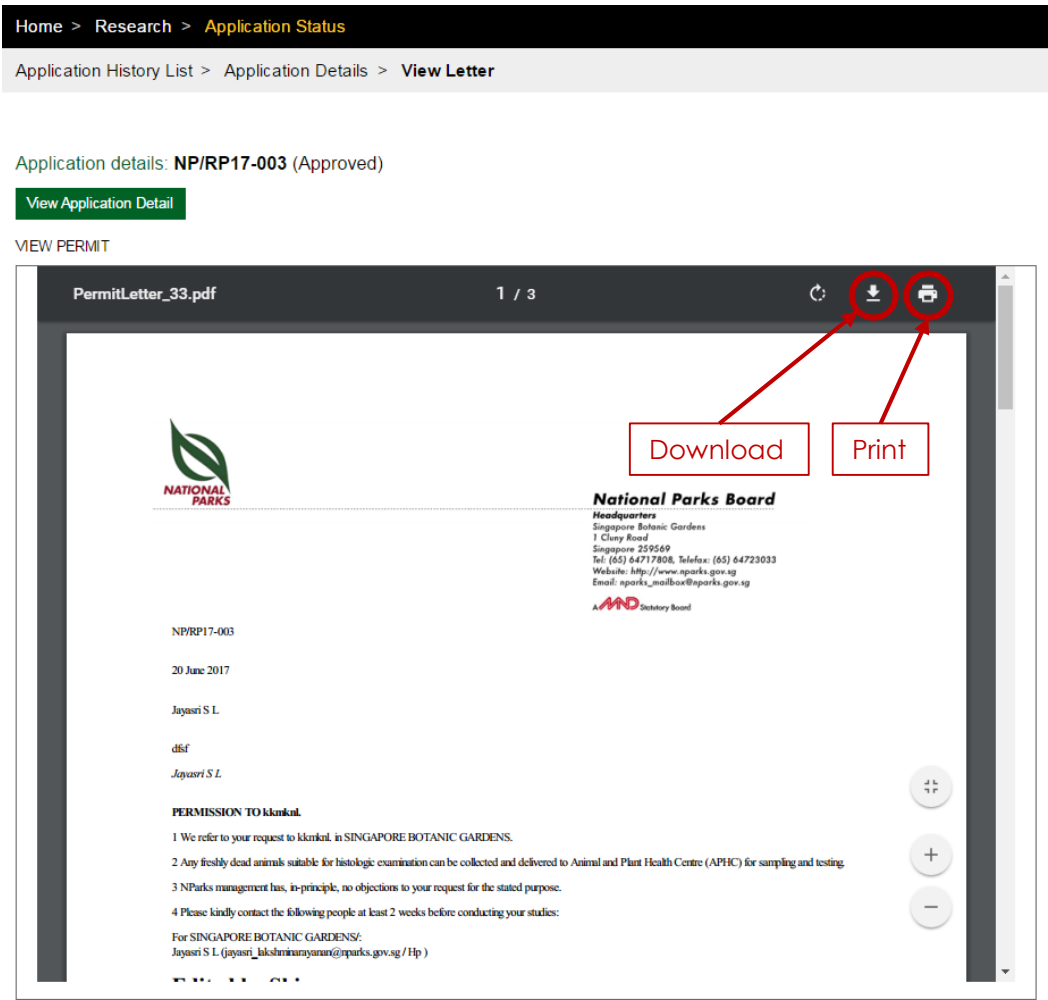 Home > Research > Application Status
Application History List > Application Details > View Letter
Application details: NP/RP17-003 (Approved)
View Application Detail
VIEW PERMIT
PermitLetter_33.pdf 1 / 3
Download Print
NATIONAL
PARKS
National Parks Board
Headquarters
Singapore Botanic Gardens
1 Cluny Road
Singapore 259569
Tel: (65) 64717808, Telefax: (65) 64723033
Website: http://www.nparks.gov.sg
Email: nparks_mailbox@nparks.gov.sg
A MND Statutory Board
NP/RP17-003
20 June 2017
Jayasri S L
dfsf
Jayasri S L
PERMISSION TO kkmknl.
1 We refer to your request to kkmknl. in SINGAPORE BOTANIC GARDENS.
2 Any freshly dead animals suitable for histologic examination can be collected and delivered to Animal and Plant Health Centre (APHC) for sampling and testing.
3 NParks management has, in-principle, no objections to your request for the stated purpose.
4 Please kindly contact the following people at least 2 weeks before conducting your studies:
For SINGAPORE BOTANIC GARDENS/:
Jayasri S L (jayasri_lakshminarayanan@nparks.gov.sg / Hp )